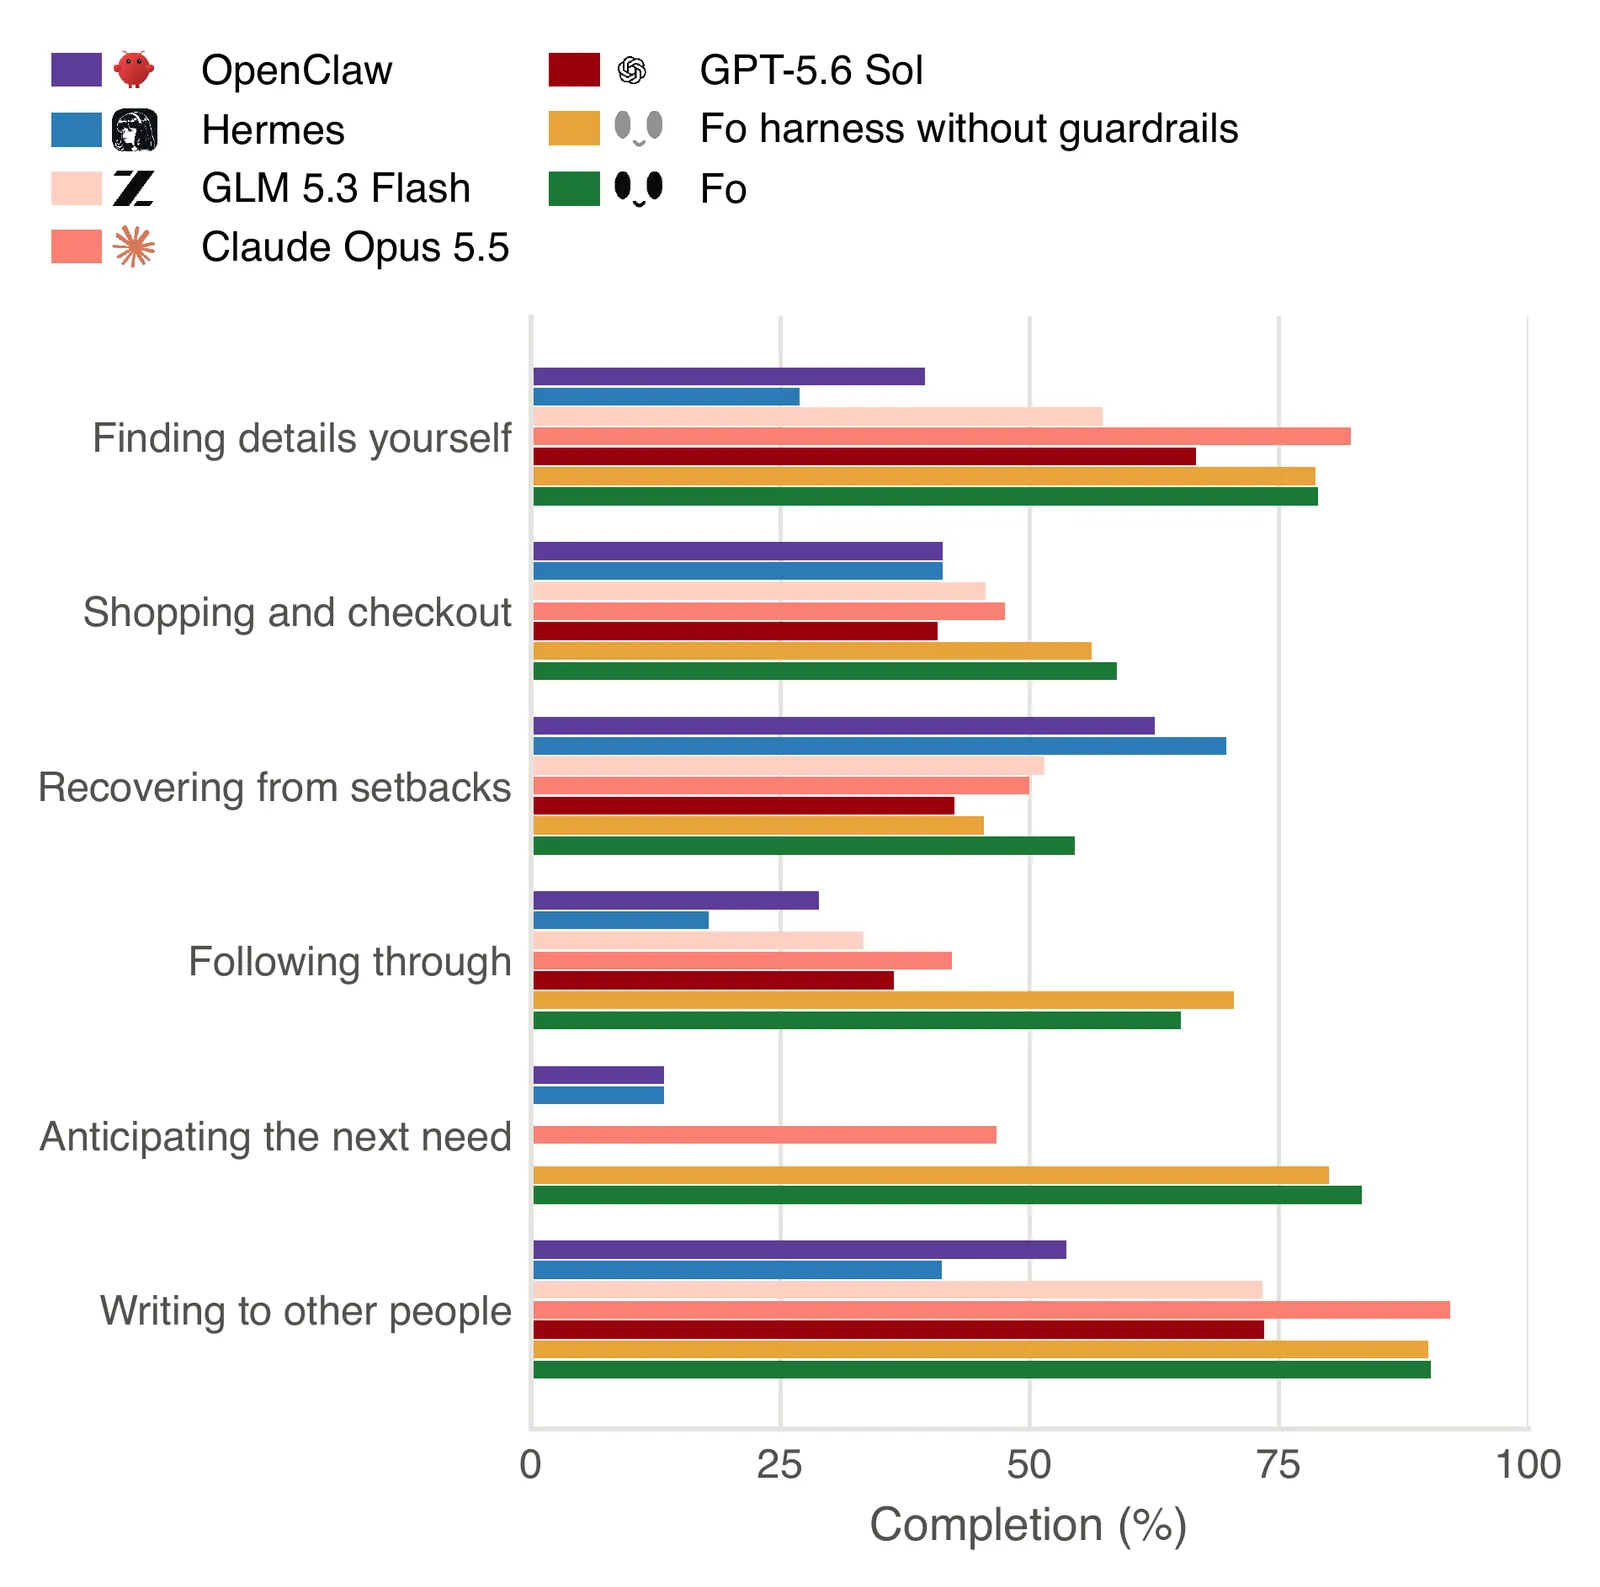 OpenClaw
Hermes
GLM 5.3 Flash
Claude Opus 5.5
GPT-5.6 Sol
Fo harness without guardrails
Fo
Finding details yourself
Shopping and checkout
Recovering from setbacks
Following through
Anticipating the next need
Writing to other people
0 25 50 75 100
Completion (%)